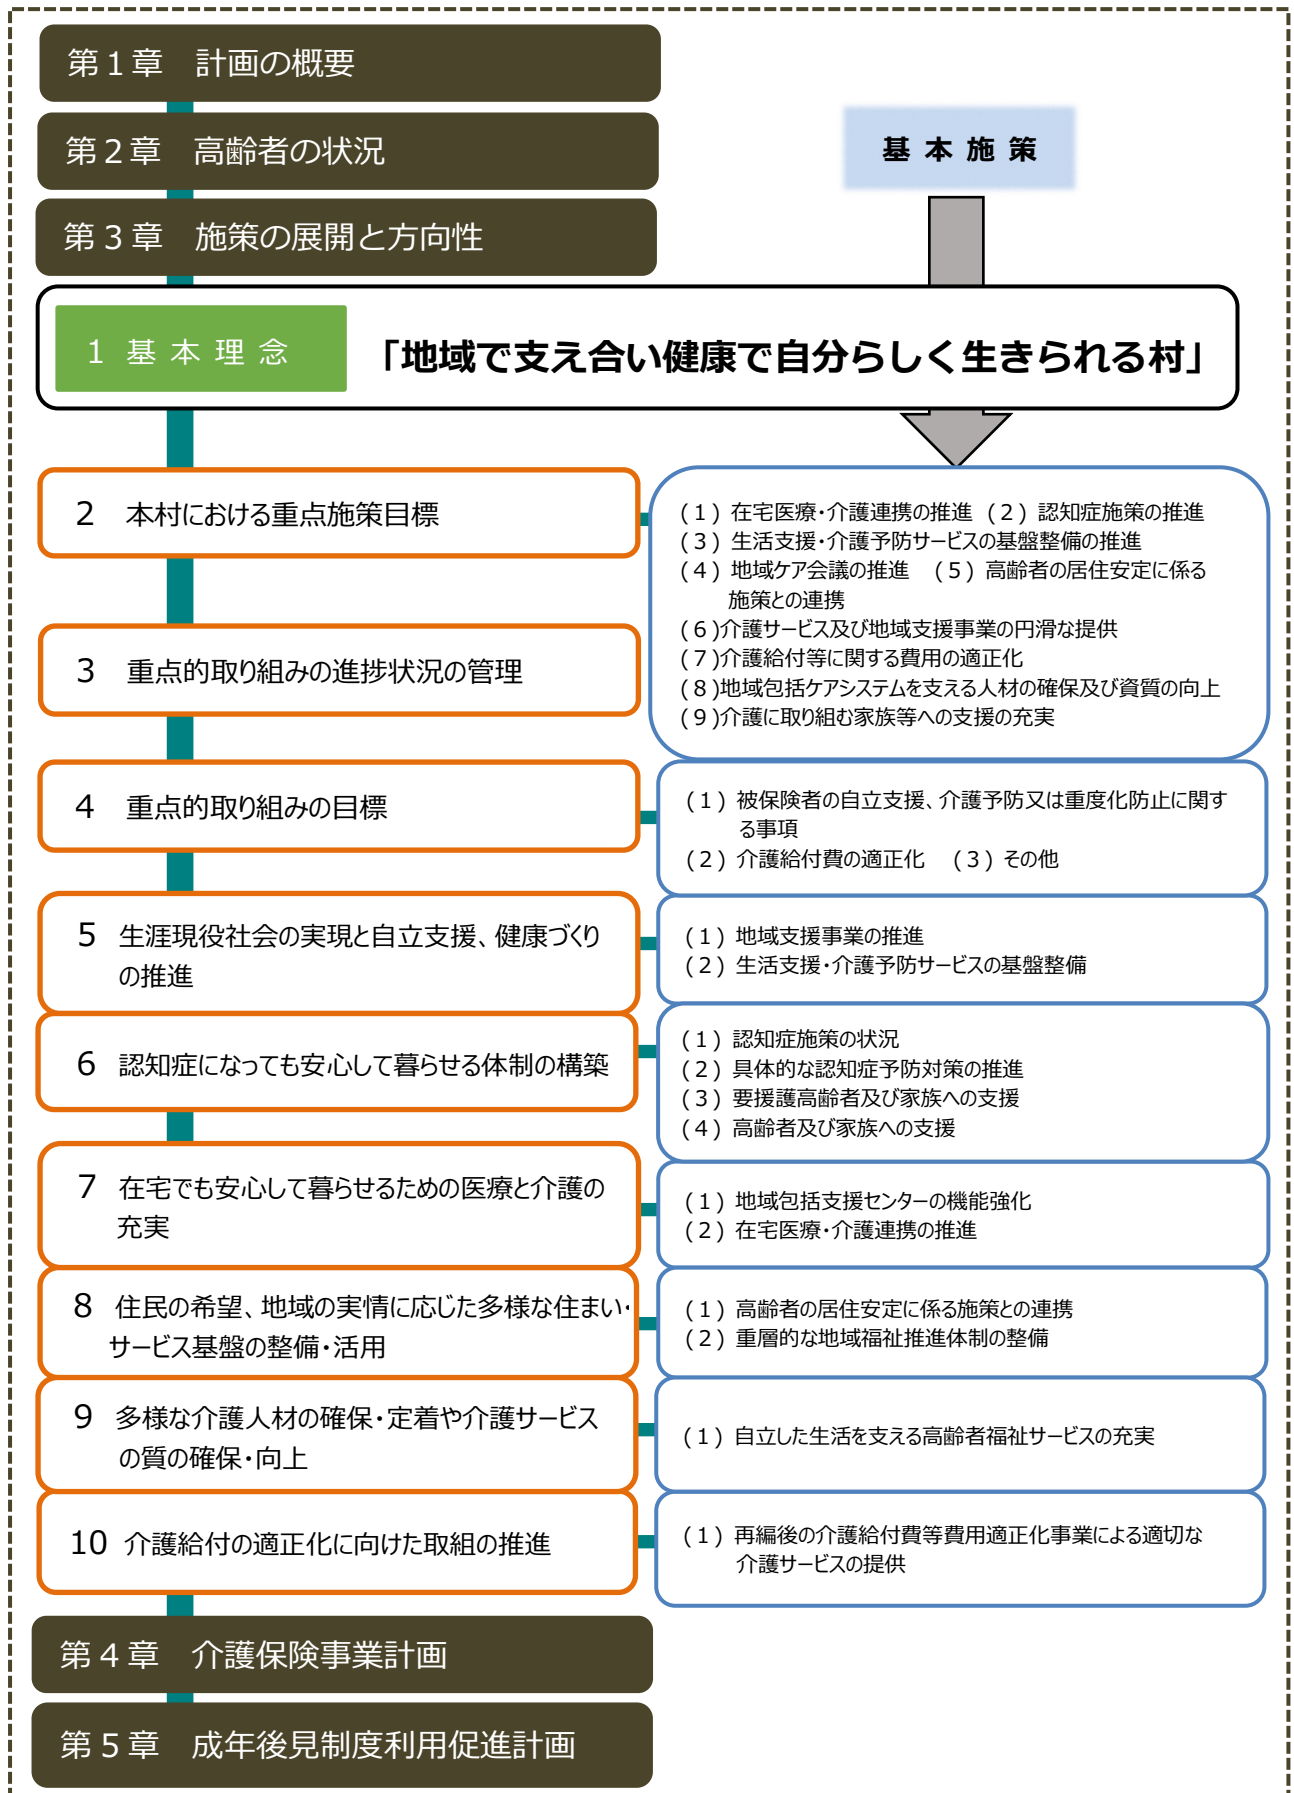 第１章　計画の概要
第２章　高齢者の状況
基本施策
第３章　施策の展開と方向性
１基本理念
「地域で支え合い健康で自分らしく生きられる村」
2　本村における重点施策目標
(１) 在宅医療・介護連携の推進 (２) 認知症施策の推進
(３) 生活支援・介護予防サービスの基盤整備の推進
(４) 地域ケア会議の推進　(５) 高齢者の居住安定に係る
施策との連携
(６)介護サービス及び地域支援事業の円滑な提供
(７)介護給付等に関する費用の適正化
(８)地域包括ケアシステムを支える人材の確保及び資質の向上
(９)介護に取り組む家族等への支援の充実
3　重点的取り組みの進捗状況の管理
4　重点的取り組みの目標
(１) 被保険者の自立支援、介護予防又は重度化防止に関す
る事項
(２) 介護給付費の適正化　(３) その他
5　生涯現役社会の実現と自立支援、健康づくり
の推進
(１) 地域支援事業の推進
(２) 生活支援・介護予防サービスの基盤整備
6　認知症になっても安心して暮らせる体制の構築
(１) 認知症施策の状況
(２) 具体的な認知症予防対策の推進
(３) 要援護高齢者及び家族への支援
(４) 高齢者及び家族への支援
7　在宅でも安心して暮らせるための医療と介護の
充実
(１) 地域包括支援センターの機能強化
(２) 在宅医療・介護連携の推進
8　住民の希望、地域の実情に応じた多様な住まい・
サービス基盤の整備・活用
(１) 高齢者の居住安定に係る施策との連携
(２) 重層的な地域福祉推進体制の整備
9　多様な介護人材の確保・定着や介護サービス
の質の確保・向上
(１) 自立した生活を支える高齢者福祉サービスの充実
10　介護給付の適正化に向けた取組の推進
(１) 再編後の介護給付費等費用適正化事業による適切な
介護サービスの提供
第４章　介護保険事業計画
第５章　成年後見制度利用促進計画